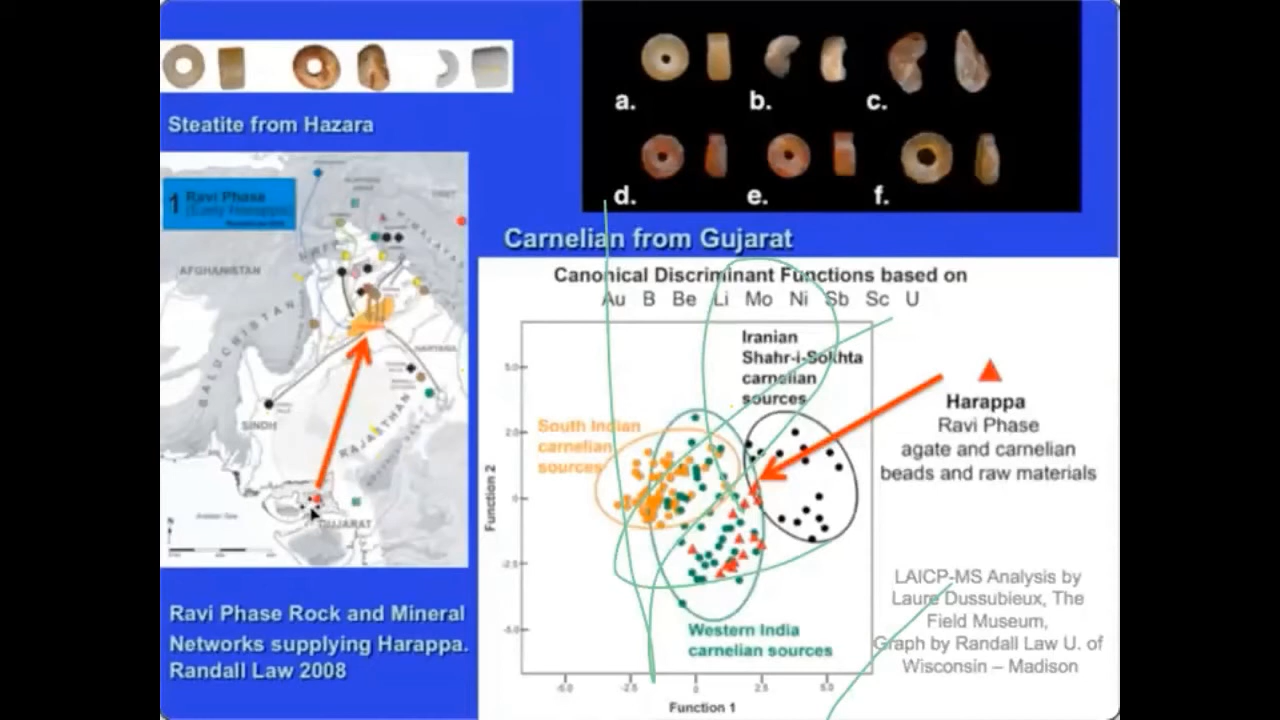 Steatite from Hazara
1 Ravi Phase
a.
b.
c.
d.
e.
f.
AFGHANISTAN
NWFP
HIMALAYA
BALUCHISTAN
HARYANA
SINDH
RAJASTHAN
Arabian Sea
GUJARAT
N
Ravi Phase Rock and Mineral
Networks supplying Harappa.
Randall Law 2008
Carnelian from Gujarat
Canonical Discriminant Functions based on
Au B Be Li Mo Ni Sb Sc U
Iranian
Shahr-i-Sokhta
carnelian
sources
South Indian
carnelian
sources
Western India
carnelian sources
Function 2
5.0
2.5
0
-2.5
-5.0
-5.0
-2.5
0
2.5
5.0
Function 1
Harappa
Ravi Phase
agate and carnelian
beads and raw materials
LAICP-MS Analysis by
Laure Dussubieux, The
Field Museum,
Graph by Randall Law U. of
Wisconsin – Madison